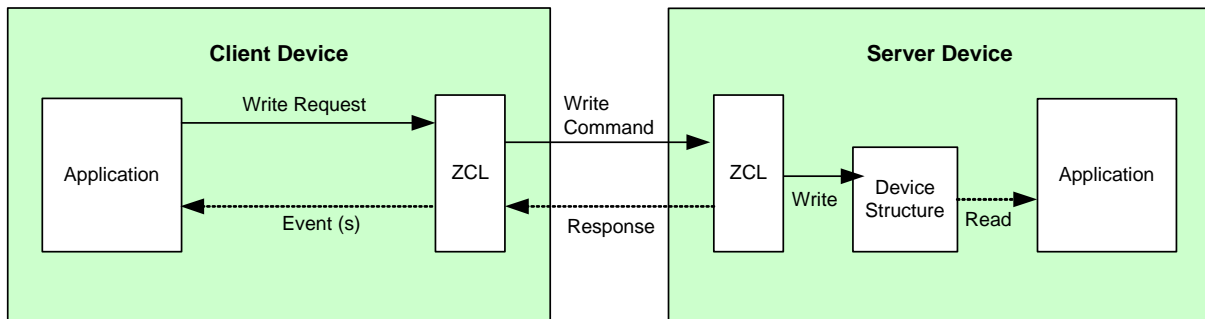 Client Device
Server Device
Write Request
Write
Command
Application
ZCL
ZCL
Device
Structure
Application
Write
Read
Event (s)
Response